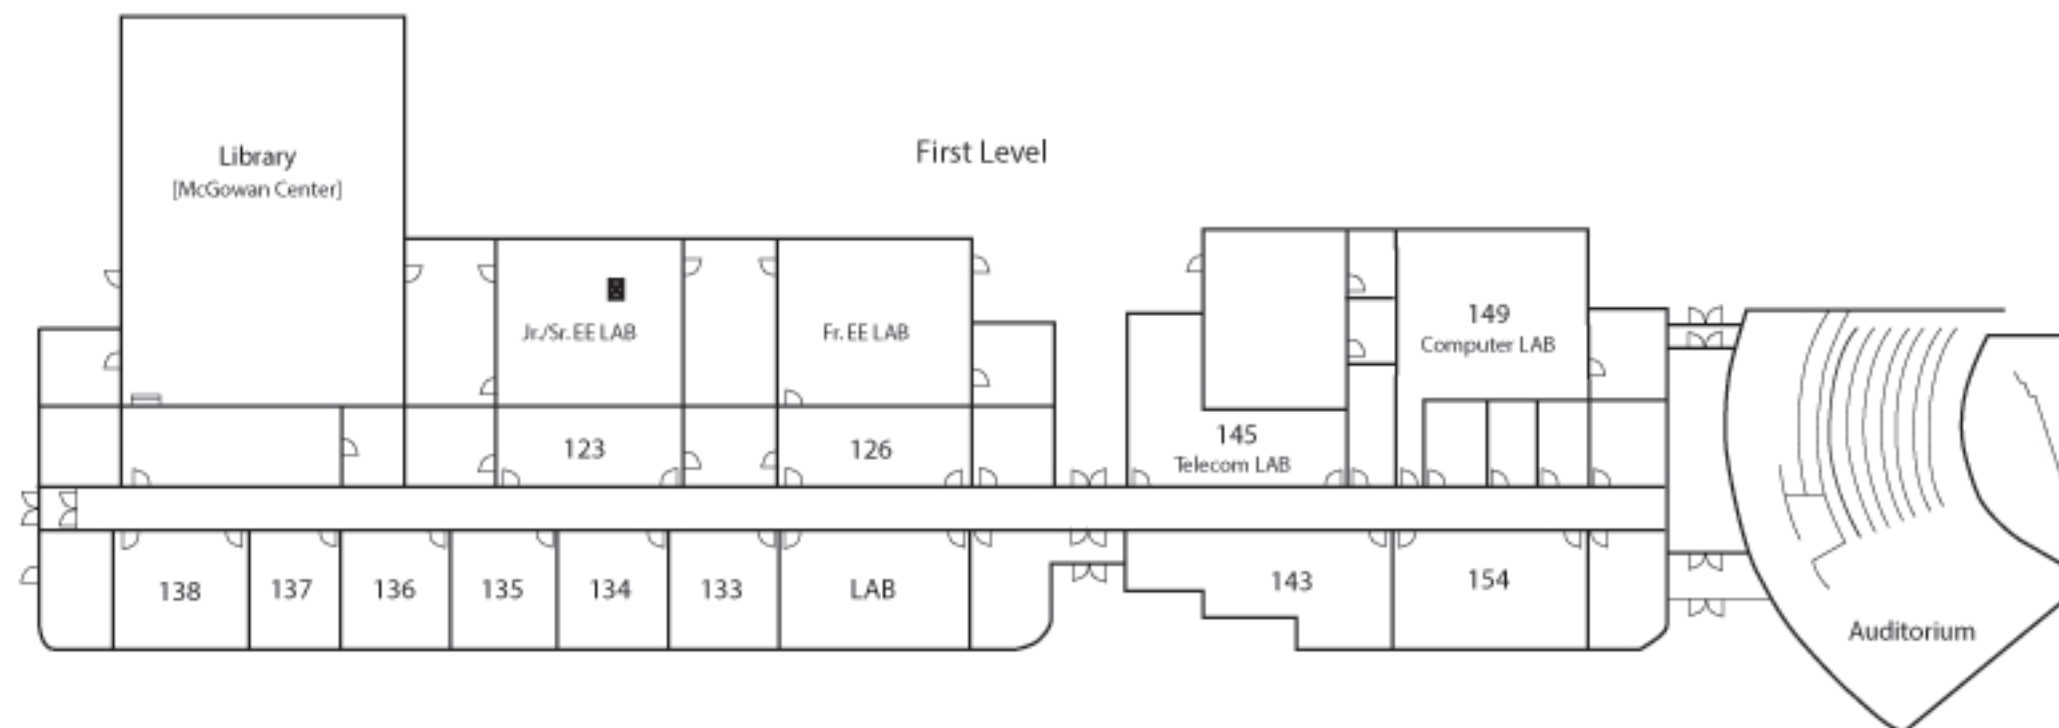 First Level
Library
[McGowan Center]
Jr./Sr. EE LAB
Fr. EE LAB
149
Computer LAB
123
126
145
Telecom LAB
138
137
136
135
134
133
LAB
143
154
Auditorium